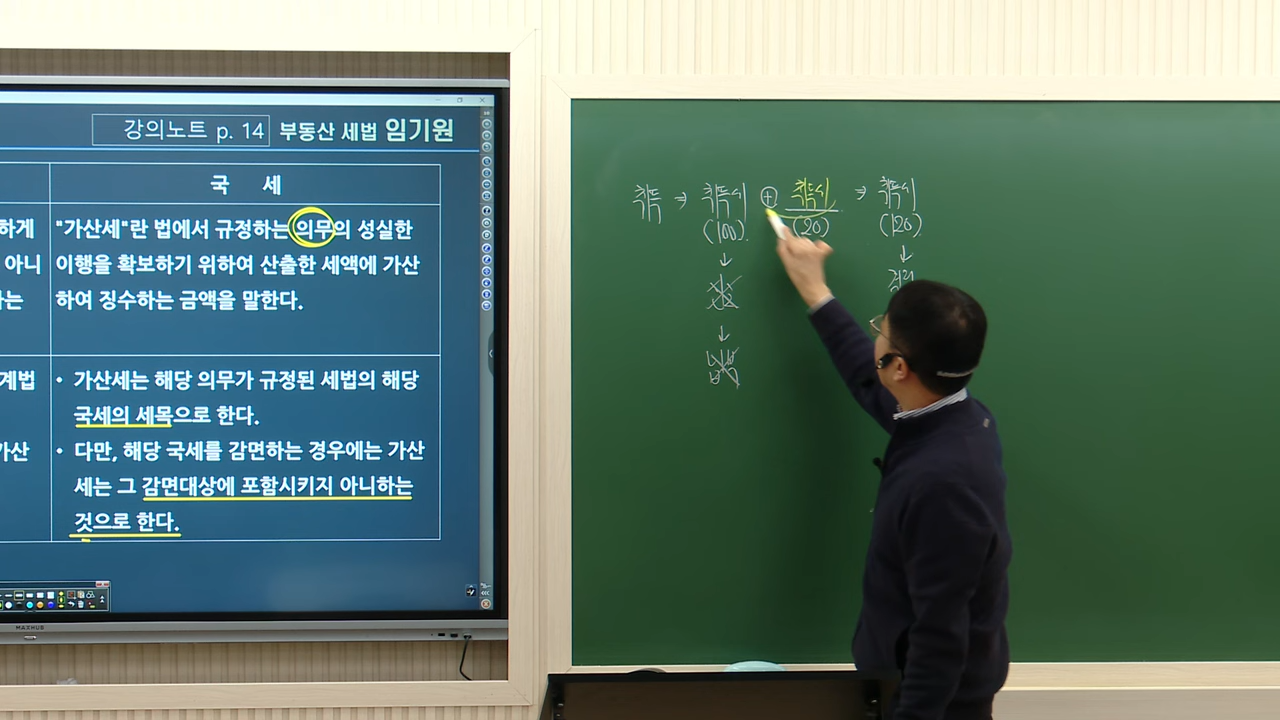 강의노트 p. 14 부동산 세법 임기원
국 세
하게
아니
는
"가산세"란 법에서 규정하는 의무의 성실한
이행을 확보하기 위하여 산출한 세액에 가산
하여 징수하는 금액을 말한다.
계법
가산
• 가산세는 해당 의무가 규정된 세법의 해당
국세의 세목으로 한다.
• 다만, 해당 국세를 감면하는 경우에는 가산
세는 그 감면대상에 포함시키지 아니하는
것으로 한다.
MAXHUB
취득 ⇒ 취득시 ⊕ 취득시 ⇒ 취득시
(100) (20) (120)
↓ ↓
↓